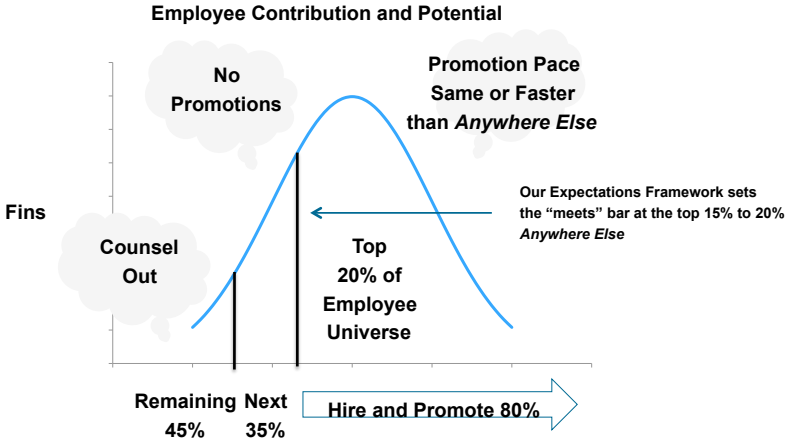 Employee Contribution and Potential
No
Promotions
Promotion Pace
Same or Faster
than Anywhere Else
Our Expectations Framework sets
the “meets” bar at the top 15% to 20%
Anywhere Else
Fins
Counsel
Out
Top
20% of
Employee
Universe
Remaining
45%
Next
35%
Hire and Promote 80%